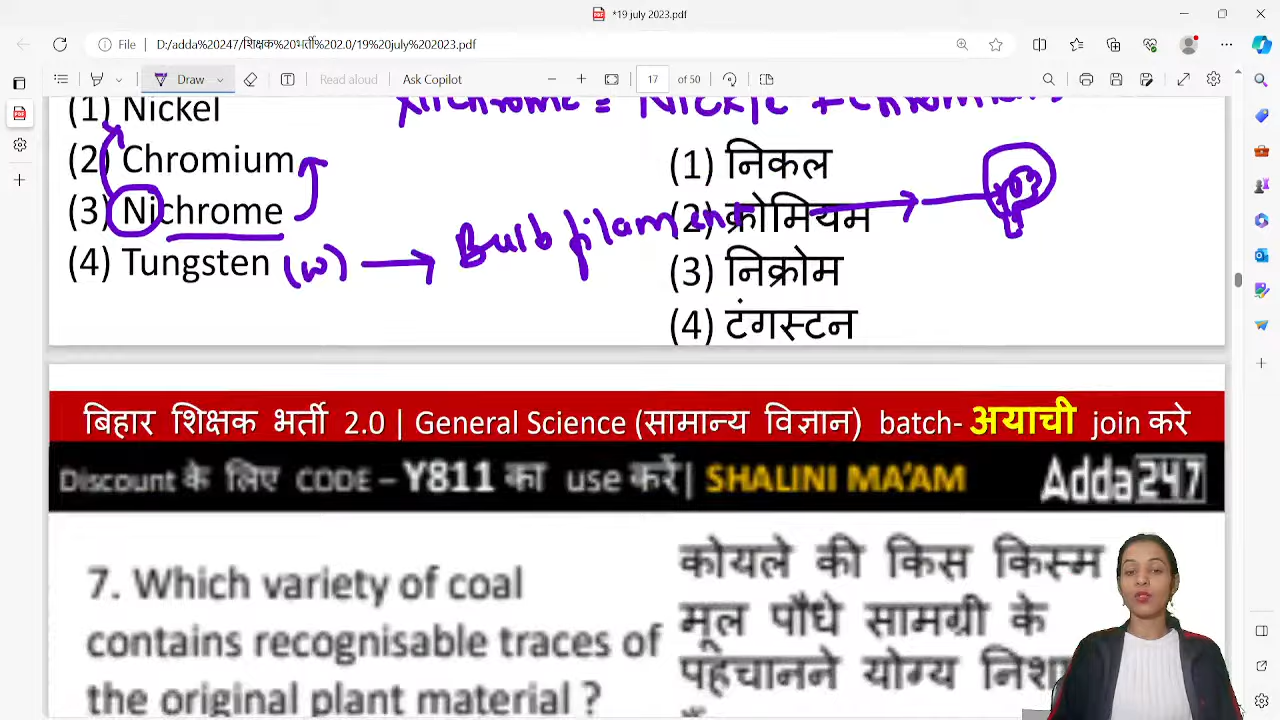 *19 july 2023.pdf
File D:/adda%20247/शिक्षक%20भर्ती%202.0/19%20july%202023.pdf
Draw Read aloud Ask Copilot 17 of 50
(1) Nickel
(2) Chromium
(3) Nichrome
(4) Tungsten (W) → Bulb filament
(1) निकल
(2) क्रोमियम
(3) निक्रोम
(4) टंगस्टन
बिहार शिक्षक भर्ती 2.0 | General Science (सामान्य विज्ञान) batch- अयाची join करे
Discount के लिए CODE – Y811 का use करें| SHALINI MA'AM Adda247
7. Which variety of coal
contains recognisable traces of
the original plant material ?
कोयले की किस किस्म
मूल पौधे सामग्री के
पहचानने योग्य